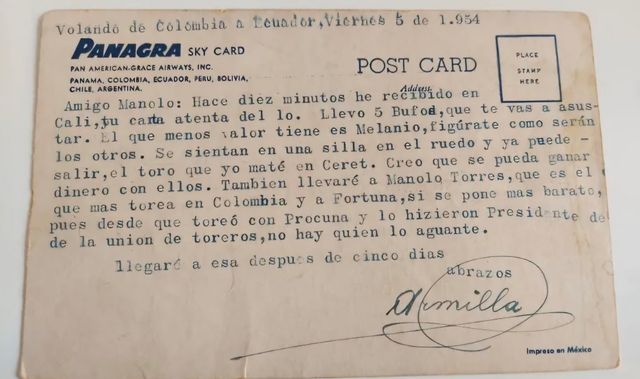 Volando de Colombia a Ecuador,Viernes 5 de 1.954
PANAGRA SKY CARD
PAN AMERICAN-GRACE AIRWAYS, INC.
PANAMA, COLOMBIA, ECUADOR, PERU, BOLIVIA,
CHILE, ARGENTINA.
POST CARD
Address
PLACE
STAMP
HERE
Amigo Manolo: Hace diez minutos he recibido en
Cali,tu carta atenta del lo. Llevo 5 Bufos,que te vas a asus-
tar. El que menos valor tiene es Melanio,figúrate como serán
los otros. Se sientan en una silla en el ruedo y ya puede -
salir,el toro que yo maté en Ceret. Creo que se pueda ganar
dinero con ellos. Tambien llevaré a Manolo Torres,que es el
que mas torea en Colombia y a Fortuna,si se pone mas barato,
pues desde que toreó con Procuna y lo hizieron Presidente de
de la union de toreros,no hay quien lo aguante.
llegaré a esa despues de cinco dias
abrazos
Armilla
Impreso en México